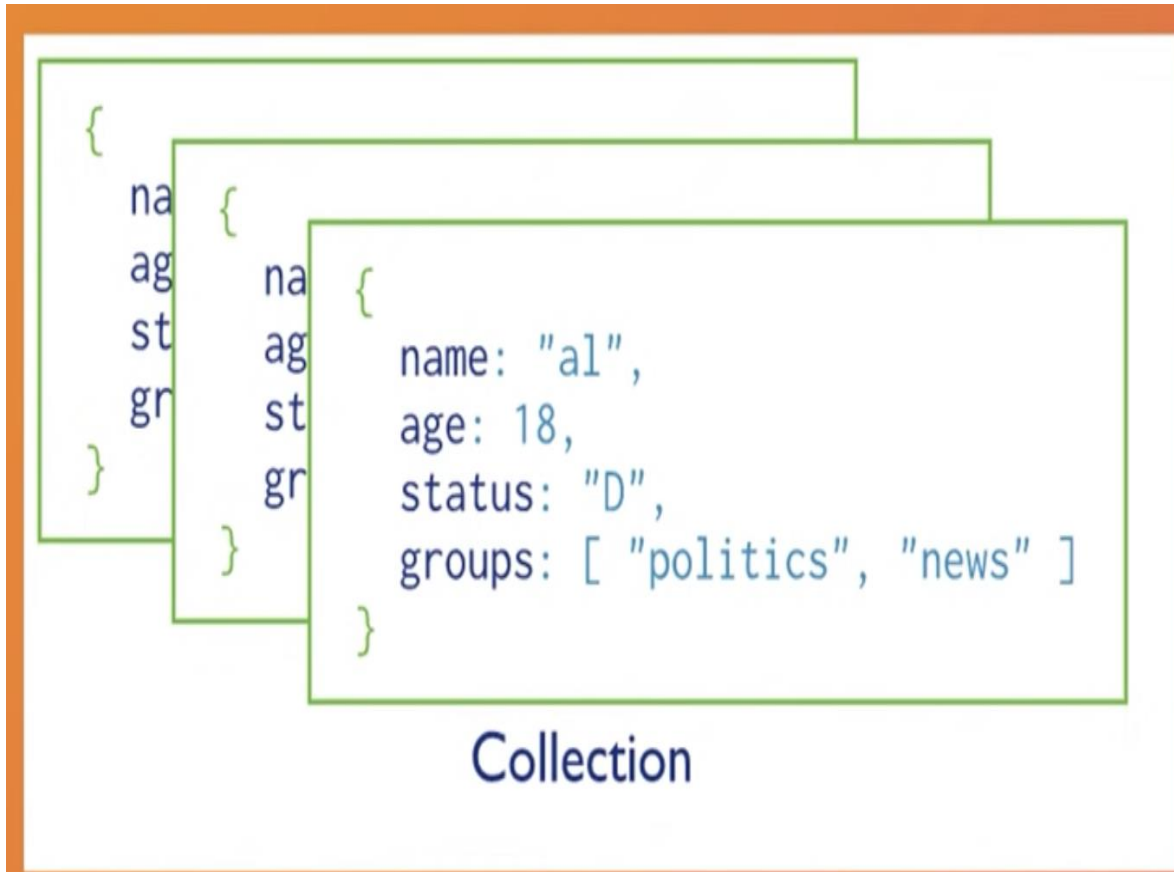 {
na
ag
st
gr
}
{
na
ag
st
gr
}
{
name: "al",
age: 18,
status: "D",
groups: [ "politics", "news" ]
}
Collection